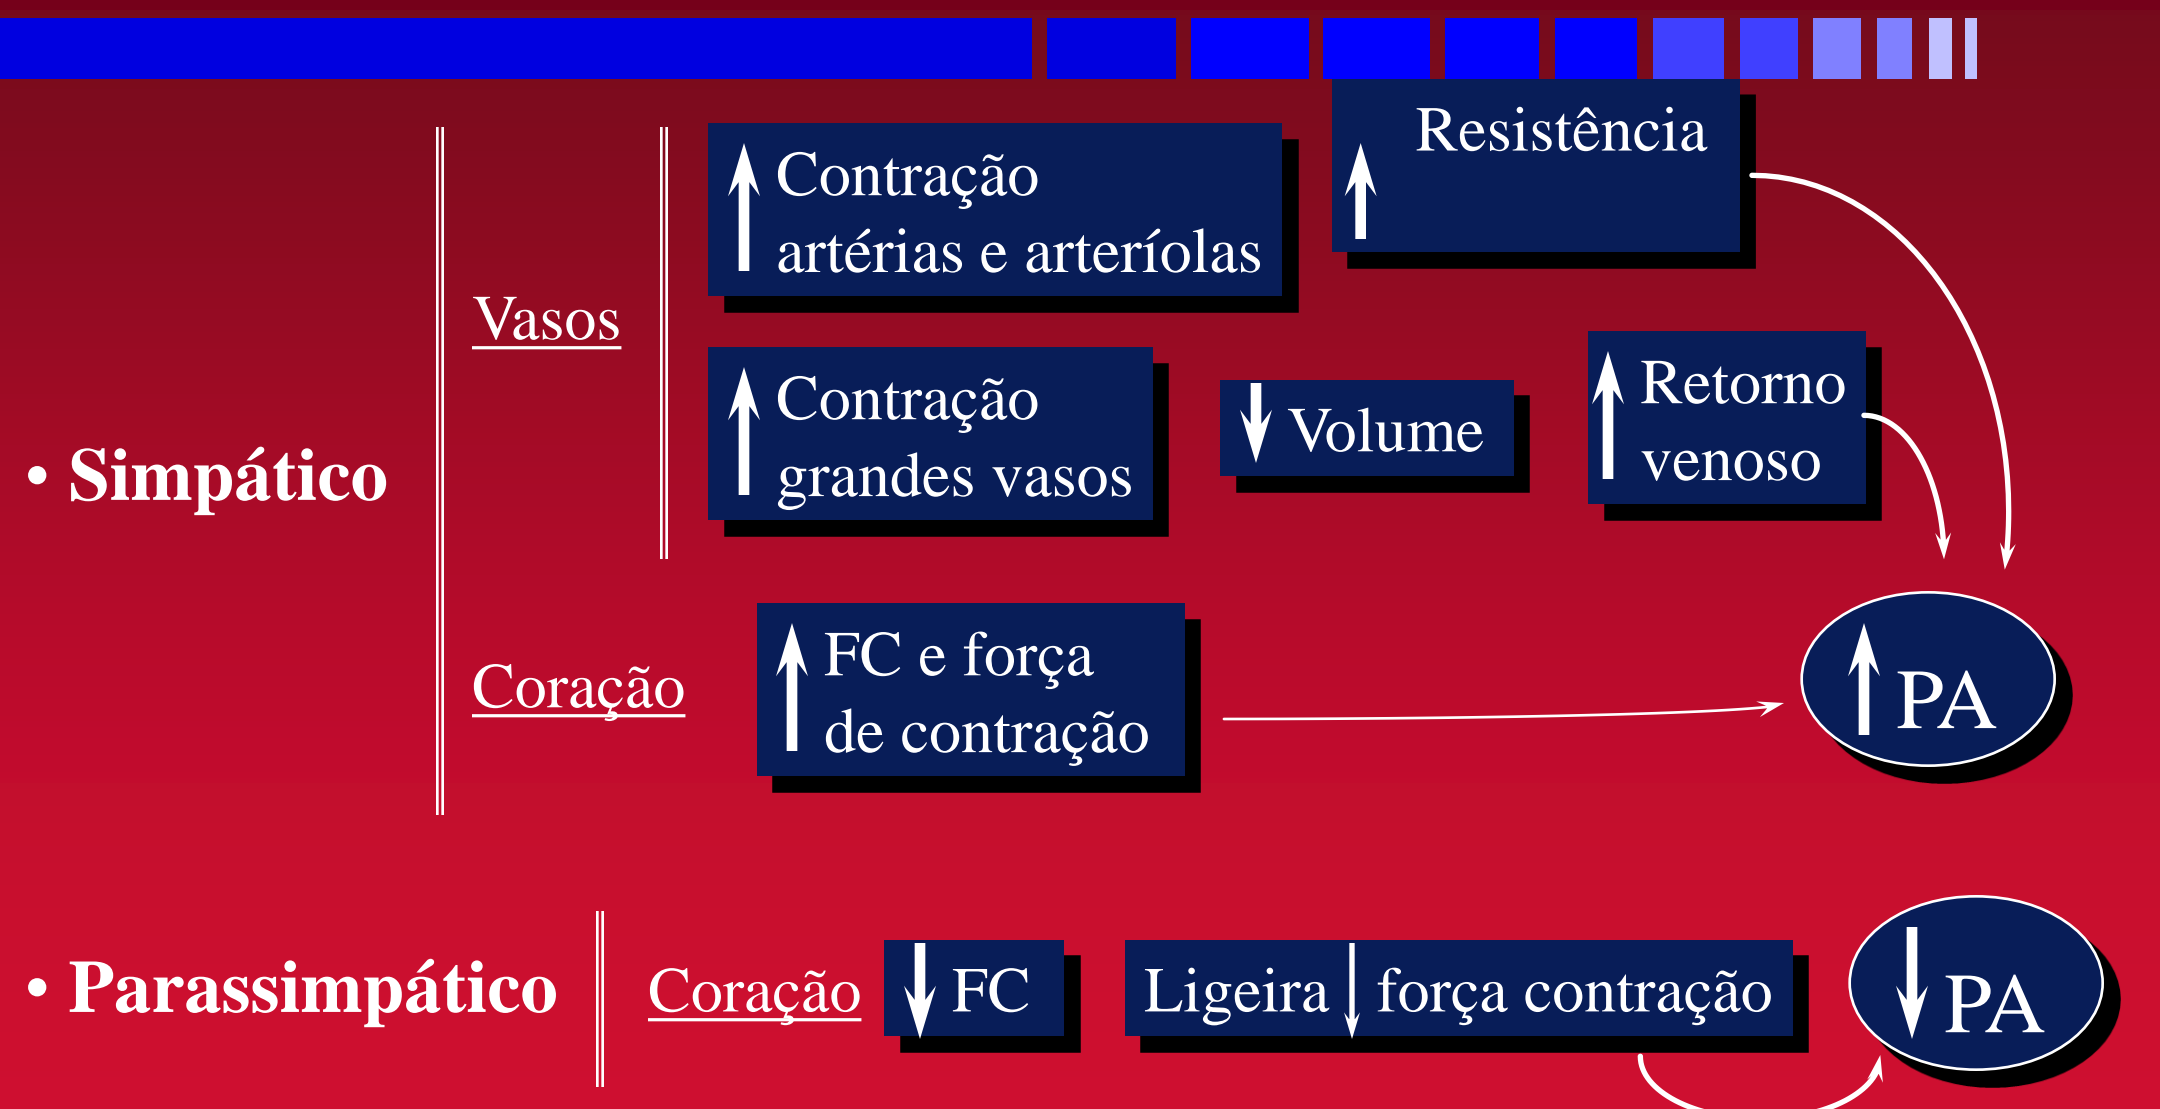 • Simpático
Vasos
Contração
artérias e arteríolas
Resistência
Contração
grandes vasos
Volume
Retorno
venoso
Coração
FC e força
de contração
PA
• Parassimpático
Coração
FC
Ligeira força contração
PA